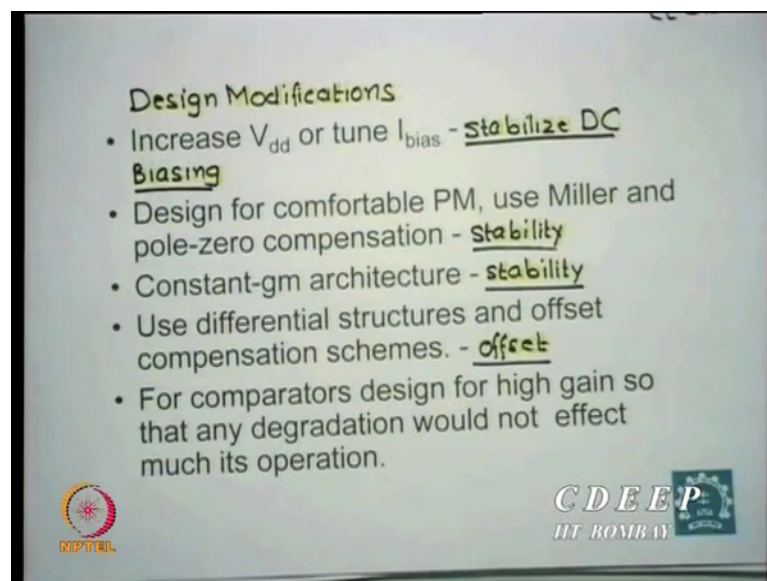 Design Modifications
• Increase Vdd or tune Ibias - Stabilize DC
Biasing
• Design for comfortable PM, use Miller and
pole-zero compensation - stability
• Constant-gm architecture - stability
• Use differential structures and offset
compensation schemes. - offset
• For comparators design for high gain so
that any degradation would not effect
much its operation.
NPTEL
CDEEP
IIT BOMBAY